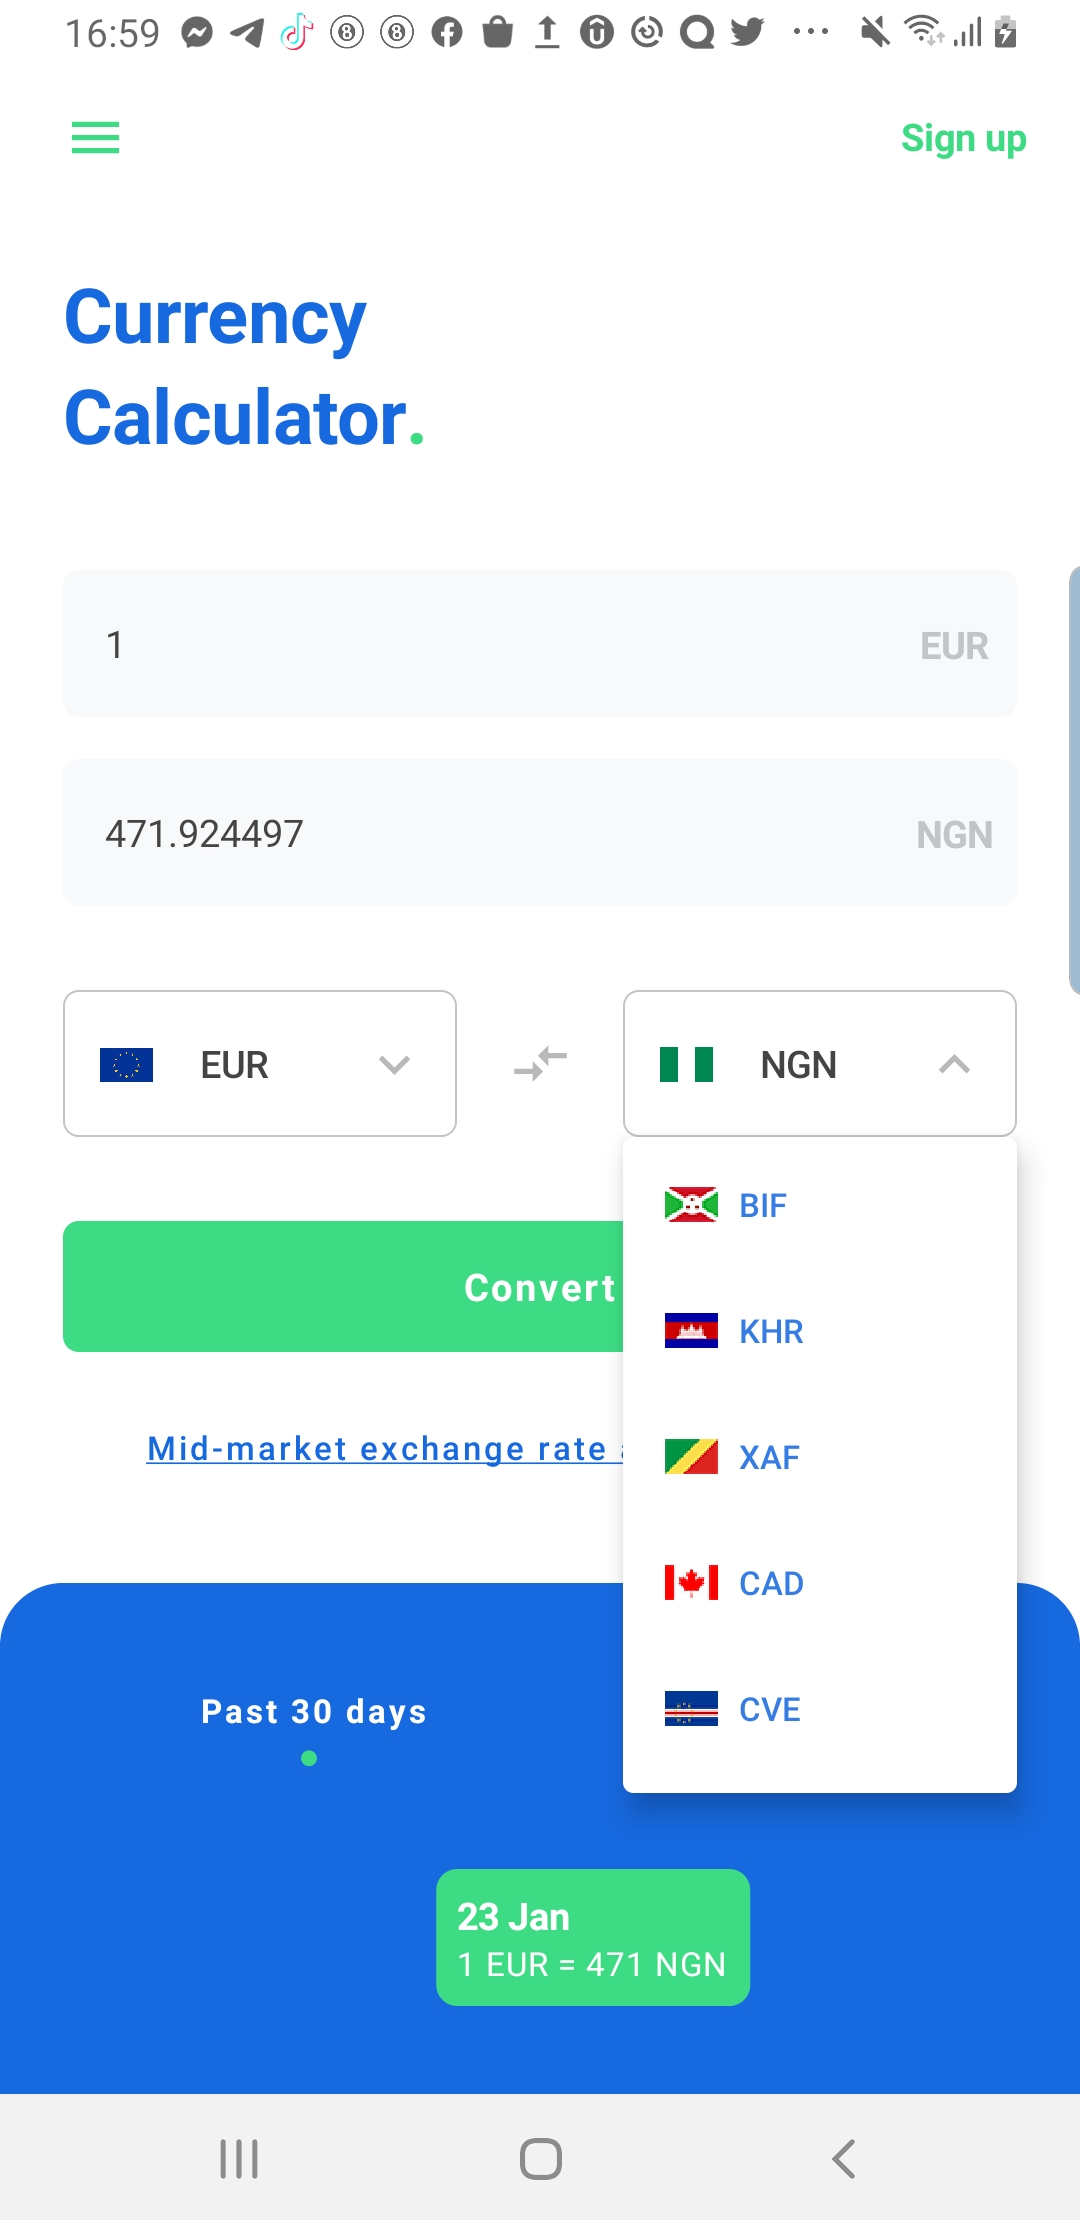 16:59
Sign up
Currency
Calculator.
1 EUR
471.924497 NGN
EUR NGN
BIF
Convert
KHR
Mid-market exchange rate
XAF
CAD
Past 30 days
CVE
23 Jan
1 EUR = 471 NGN